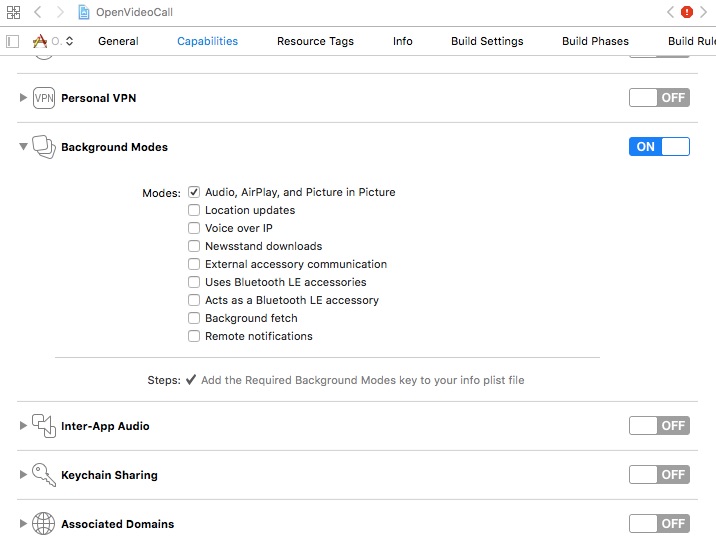 OpenVideoCall
O.. General Capabilities Resource Tags Info Build Settings Build Phases Build Rule
VPN Personal VPN OFF
Background Modes ON
Modes: Audio, AirPlay, and Picture in Picture
Location updates
Voice over IP
Newsstand downloads
External accessory communication
Uses Bluetooth LE accessories
Acts as a Bluetooth LE accessory
Background fetch
Remote notifications
Steps: Add the Required Background Modes key to your info plist file
Inter-App Audio OFF
Keychain Sharing OFF
Associated Domains OFF